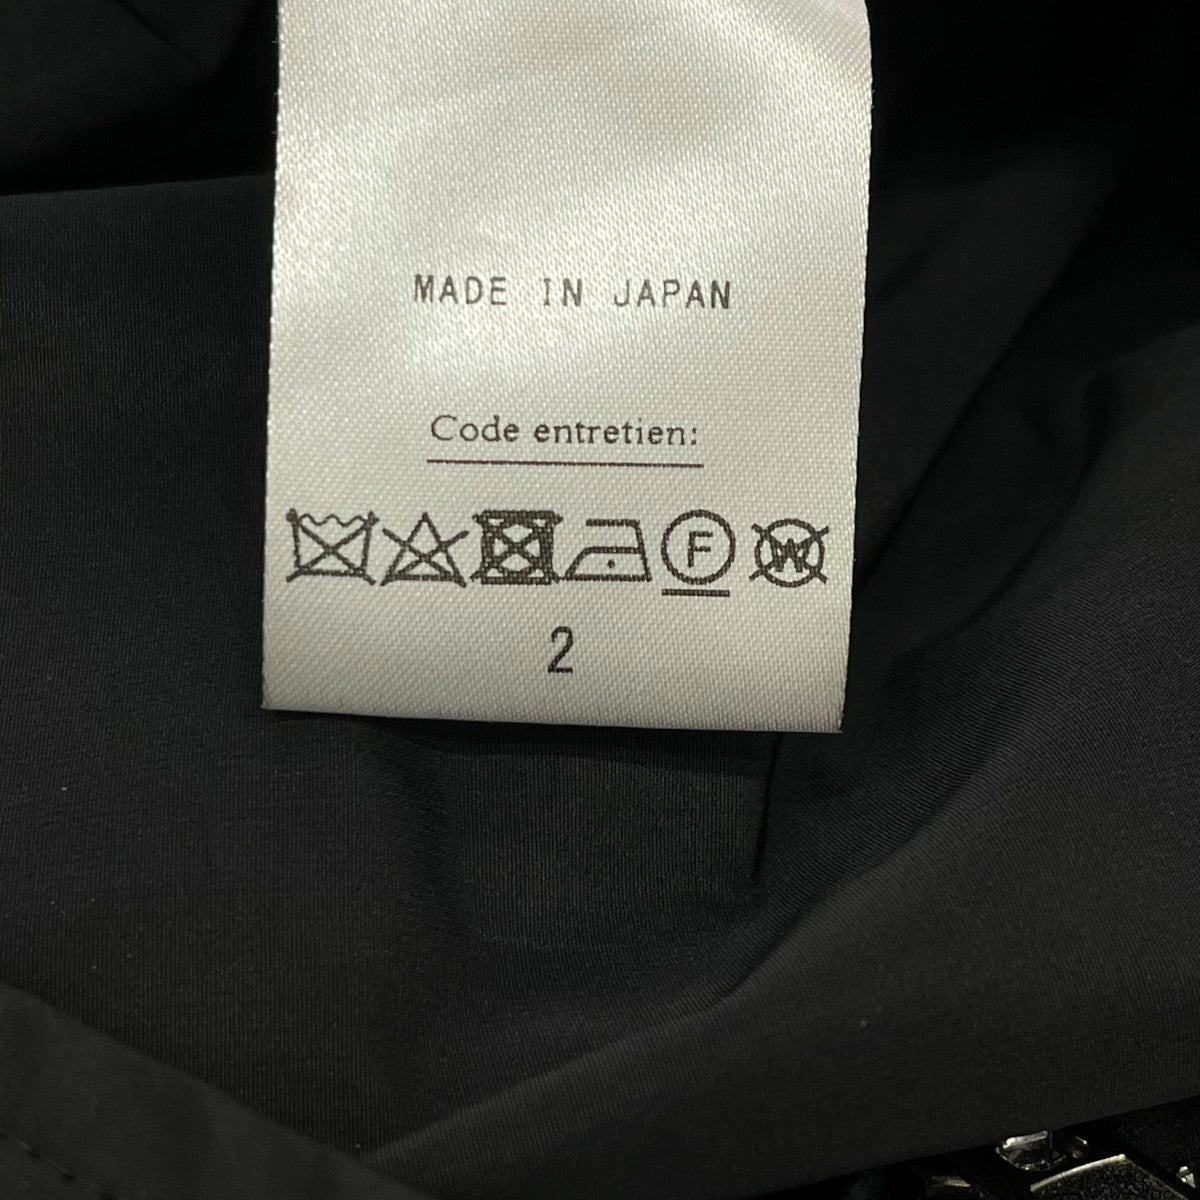 MADE IN JAPAN
Code entretien:
F W
2